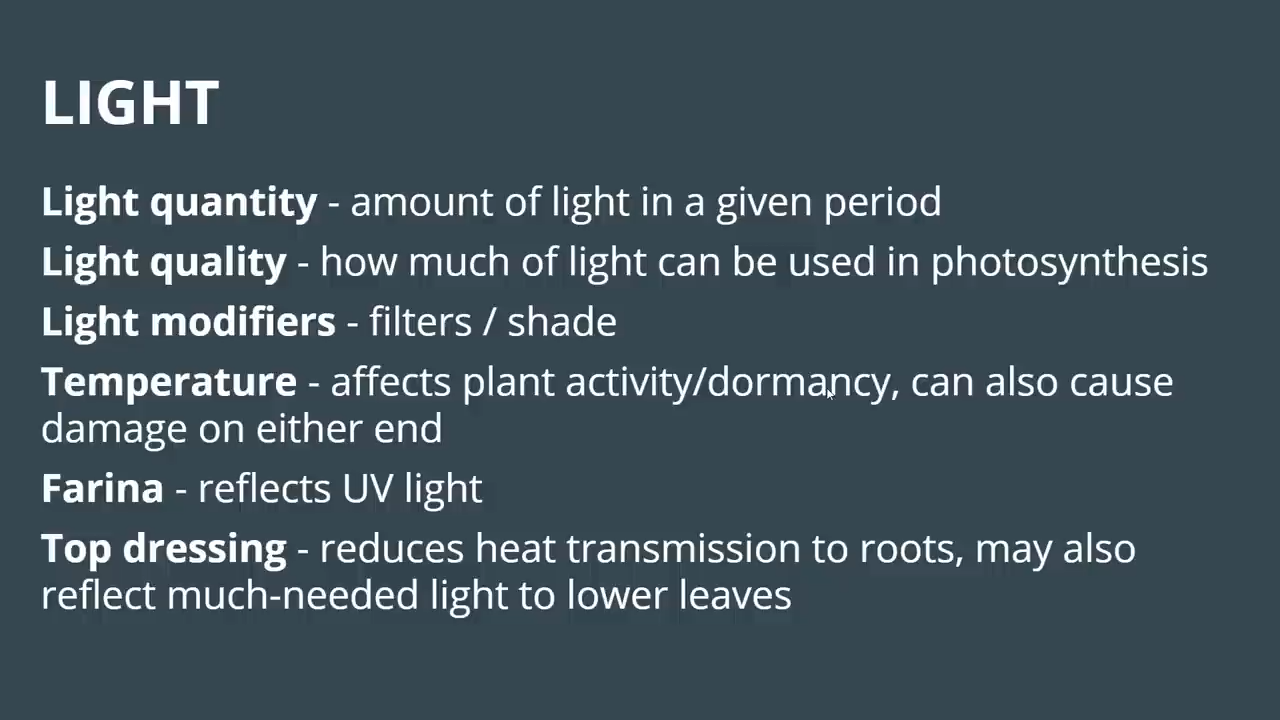 LIGHT
Light quantity - amount of light in a given period
Light quality - how much of light can be used in photosynthesis
Light modifiers - filters / shade
Temperature - affects plant activity/dormancy, can also cause
damage on either end
Farina - reflects UV light
Top dressing - reduces heat transmission to roots, may also
reflect much-needed light to lower leaves